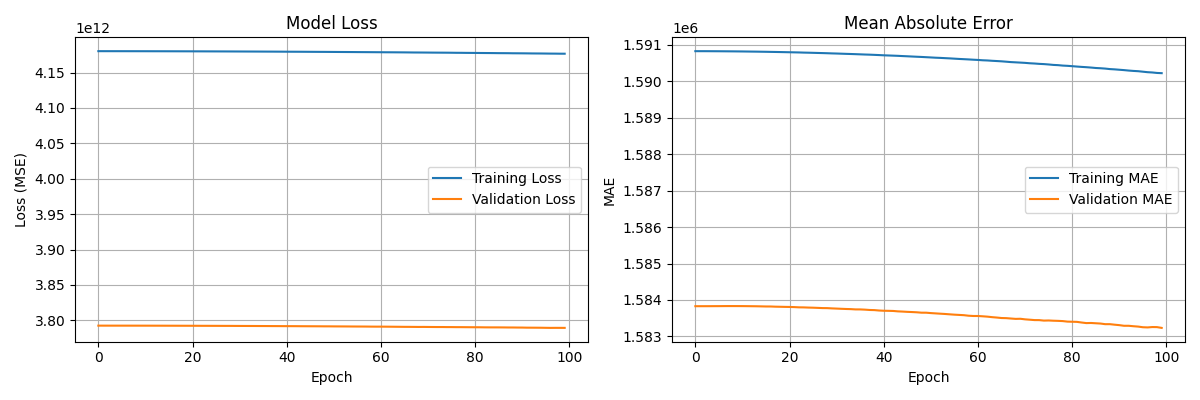 Model Loss
1e12
4.15
4.10
4.05
4.00
3.95
3.90
3.85
3.80
Loss (MSE)
Training Loss
Validation Loss
0 20 40 60 80 100
Epoch
Mean Absolute Error
1e6
1.591
1.590
1.589
1.588
1.587
1.586
1.585
1.584
1.583
MAE
Training MAE
Validation MAE
0 20 40 60 80 100
Epoch